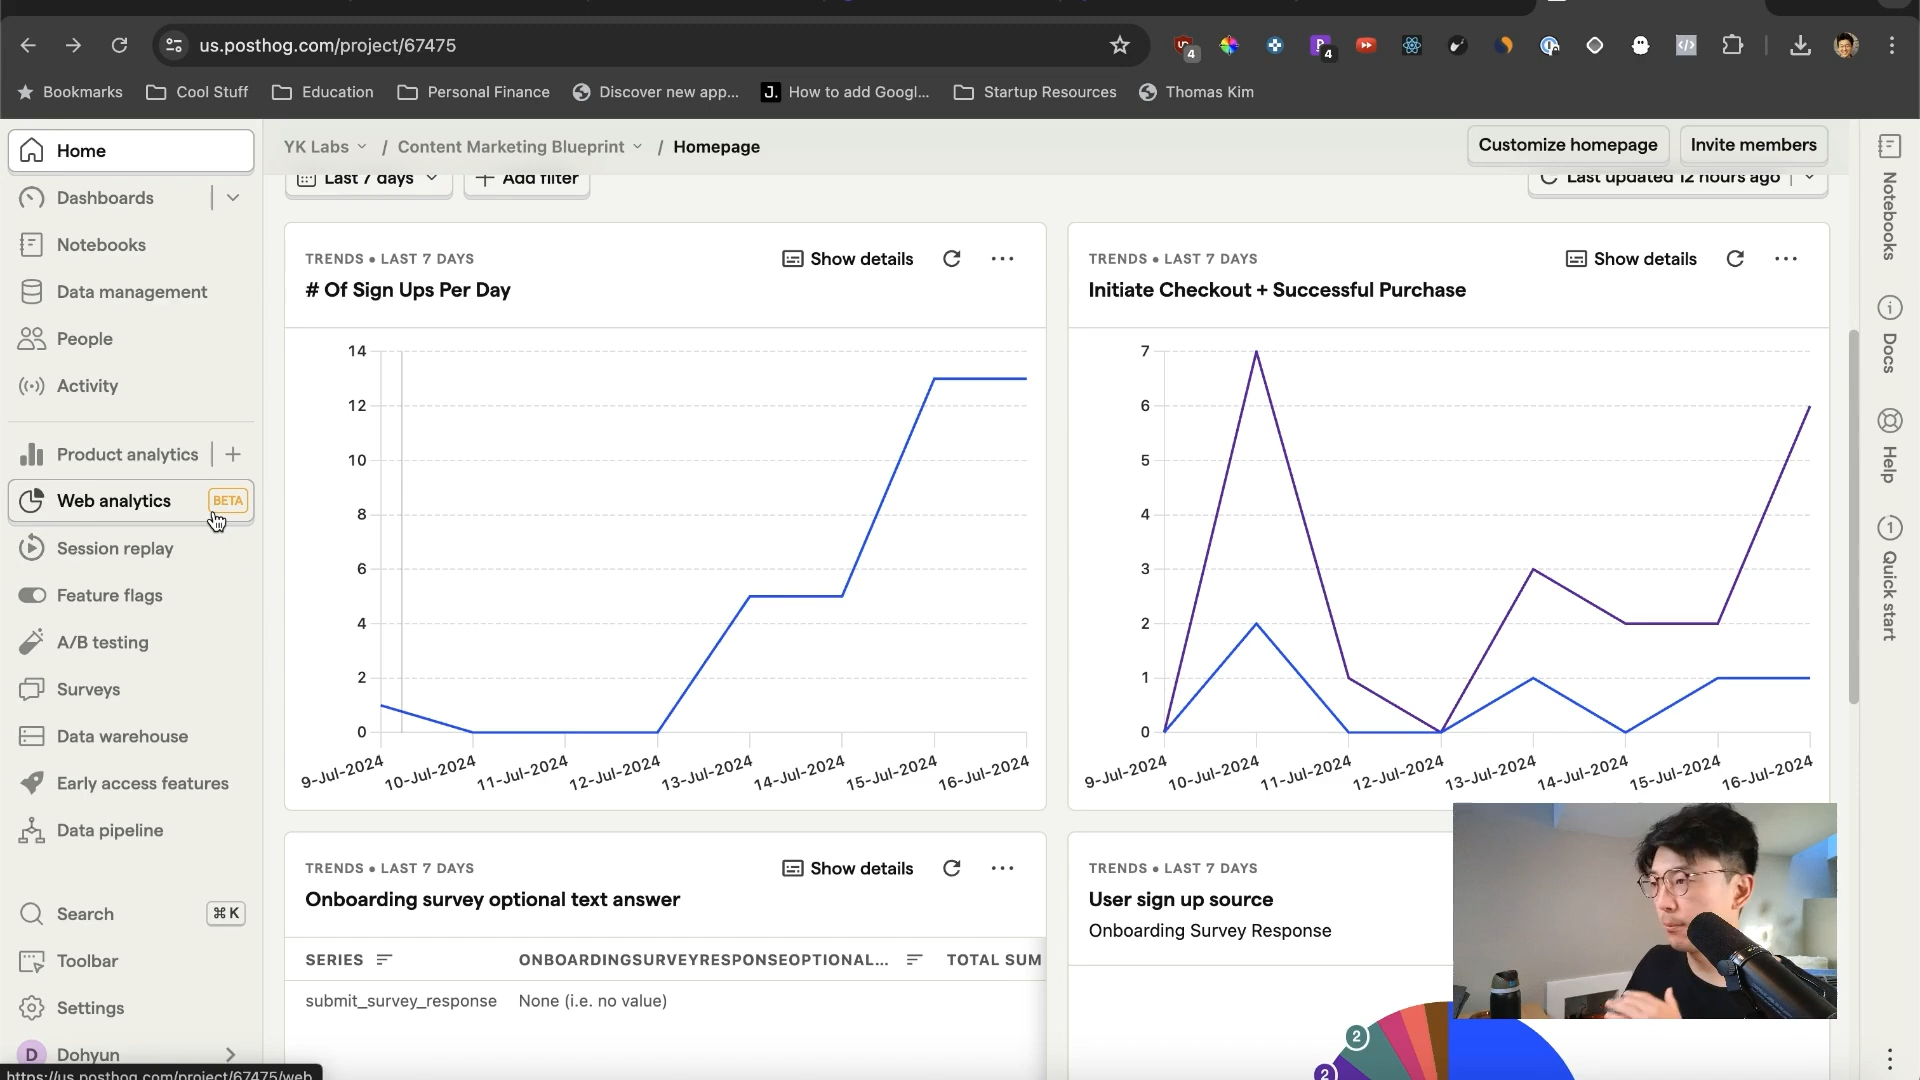 us.posthog.com/project/67475
4
4
Bookmarks
Cool Stuff
Education
Personal Finance
Discover new app...
J. How to add Googl...
Startup Resources
Thomas Kim
Home
Dashboards
Notebooks
Data management
People
Activity
Product analytics
Web analytics BETA
Session replay
Feature flags
A/B testing
Surveys
Data warehouse
Early access features
Data pipeline
Search ⌘ K
Toolbar
Settings
D Dohyun
https://us.posthog.com/project/67475/web
YK Labs / Content Marketing Blueprint / Homepage
Customize homepage
Invite members
Last 7 days
Add filter
Last updated 12 hours ago
TRENDS • LAST 7 DAYS
Show details
# Of Sign Ups Per Day
14
12
10
8
6
4
2
0
9-Jul-2024
10-Jul-2024
11-Jul-2024
12-Jul-2024
13-Jul-2024
14-Jul-2024
15-Jul-2024
16-Jul-2024
TRENDS • LAST 7 DAYS
Show details
Initiate Checkout + Successful Purchase
7
6
5
4
3
2
1
0
9-Jul-2024
10-Jul-2024
11-Jul-2024
12-Jul-2024
13-Jul-2024
14-Jul-2024
15-Jul-2024
16-Jul-2024
TRENDS • LAST 7 DAYS
Show details
Onboarding survey optional text answer
SERIES
ONBOARDINGSURVEYRESPONSEOPTIONAL...
TOTAL SUM
submit_survey_response
None (i.e. no value)
TRENDS • LAST 7 DAYS
User sign up source
Onboarding Survey Response
2
2
Notebooks
Docs
Help
1
Quick start